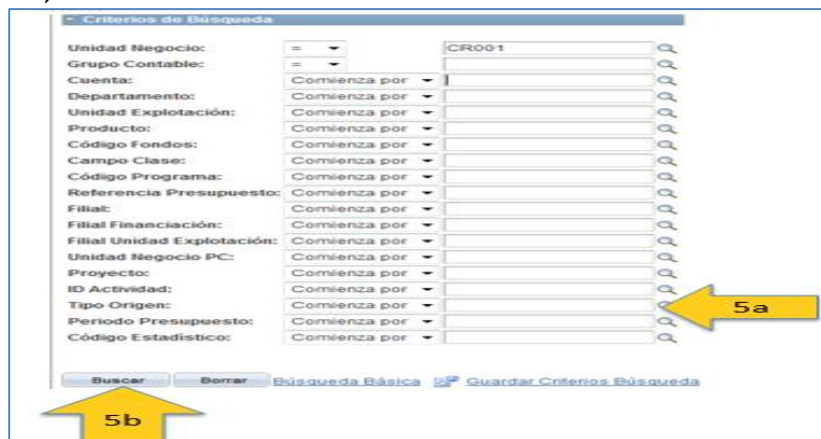 Criterios de Búsqueda
Unidad Negocio: = CR001
Grupo Contable: =
Cuenta: Comienza por
Departamento: Comienza por
Unidad Explotación: Comienza por
Producto: Comienza por
Código Fondos: Comienza por
Campo Clase: Comienza por
Código Programa: Comienza por
Referencia Presupuesto: Comienza por
Filial: Comienza por
Filial Financiación: Comienza por
Filial Unidad Explotación: Comienza por
Unidad Negocio PC: Comienza por
Proyecto: Comienza por
ID Actividad: Comienza por
Tipo Origen: Comienza por
5a
Periodo Presupuesto: Comienza por
Código Estadístico: Comienza por
Buscar Borrar Búsqueda Básica Guardar Criterios Búsqueda
5b